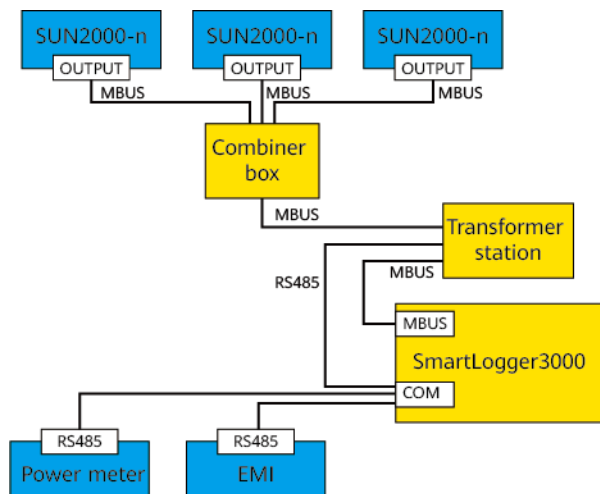 SUN2000-n
SUN2000-n
SUN2000-n
OUTPUT
OUTPUT
OUTPUT
MBUS
MBUS
MBUS
Combiner
box
MBUS
Transformer
station
RS485
MBUS
MBUS
SmartLogger3000
COM
RS485
RS485
Power meter
EMI